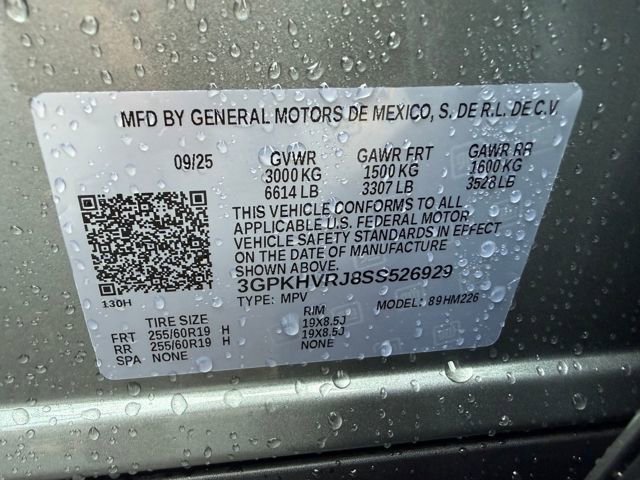 MFD BY GENERAL MOTORS DE MEXICO, S. DE R.L. DE C.V
09/25 GVWR GAWR FRT GAWR RR
3000 KG 1500 KG 1600 KG
6614 LB 3307 LB 3528 LB
THIS VEHICLE CONFORMS TO ALL
APPLICABLE U.S. FEDERAL MOTOR
VEHICLE SAFETY STANDARDS IN EFFECT
ON THE DATE OF MANUFACTURE
SHOWN ABOVE.
3GPKHVRJ8SS526929
130H
TYPE: MPV MODEL: 89HM226
TIRE SIZE RIM
FRT 255/60R19 H 19X8.5J
RR 255/60R19 H 19X8.5J
SPA NONE NONE